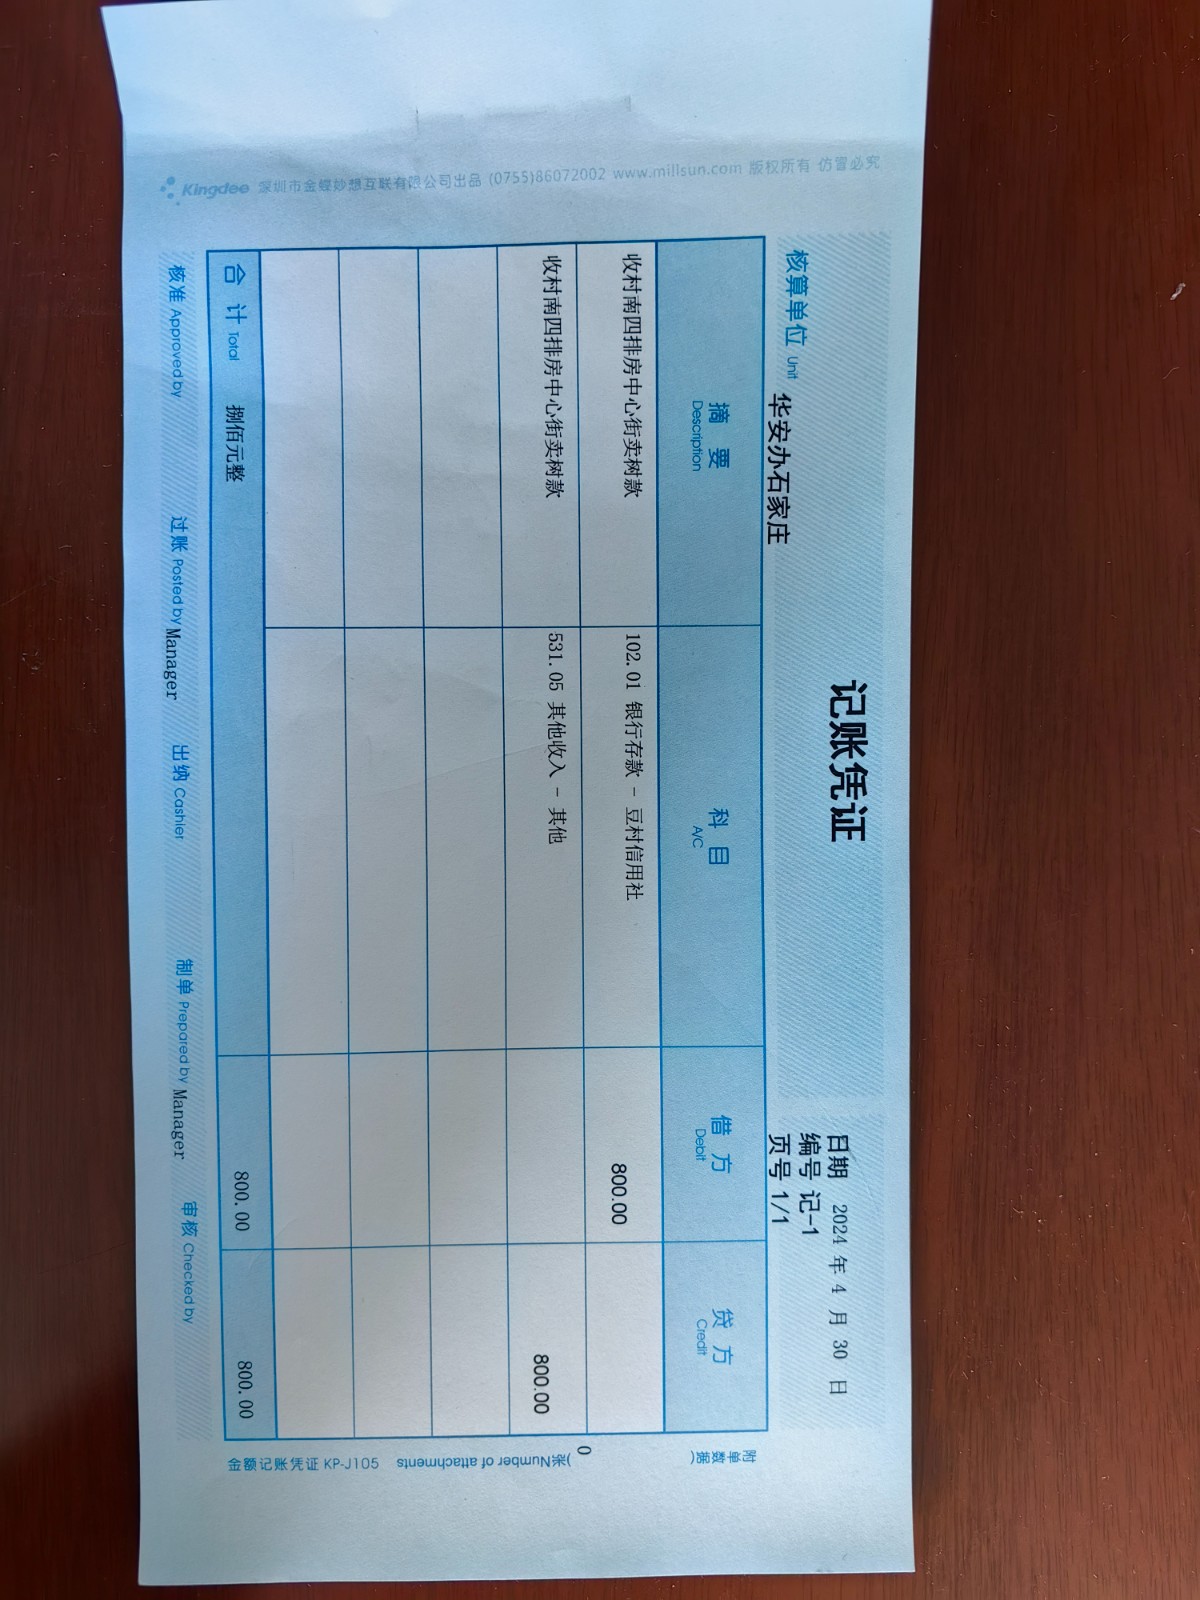 记账凭证
日期 2024 年 4 月 30 日
编号 记-1
核算单位 Unit 华安办石家庄 页号 1/1
摘 要 Description 科 目 A/C 借 方 Debit 贷 方 Credit
收村南四排房中心街卖树款 102.01 银行存款 - 豆村信用社 800.00
收村南四排房中心街卖树款 531.05 其他收入 - 其他 800.00
合 计 Total 捌佰元整 800.00 800.00
核准 Approved by 过账 Posted by Manager 出纳 Cashier 制单 Prepared by Manager 审核 Checked by
附单数据(
0
)张Number of attachments
金额记账凭证 KP-J105
Kingdee 深圳市金蝶妙想互联有限公司出品 (0755)86072002 www.millsun.com 版权所有 仿冒必究